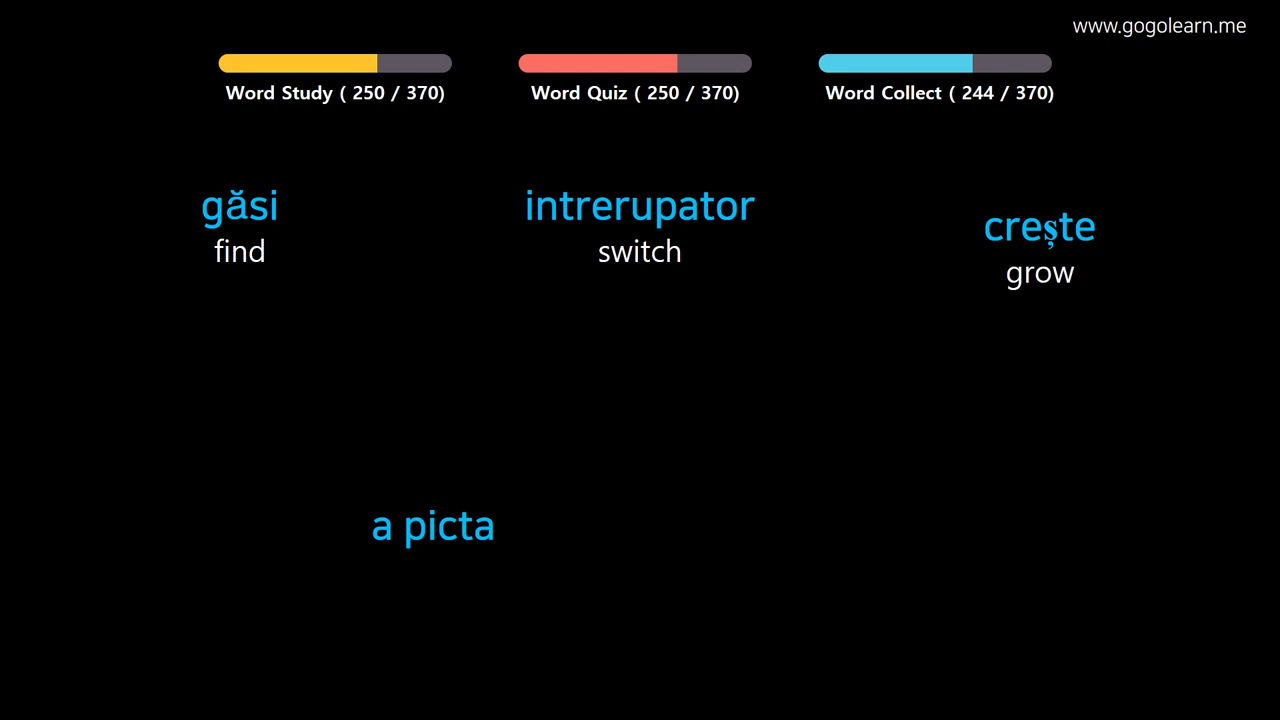 www.gogolearn.me
Word Study ( 250 / 370)
Word Quiz ( 250 / 370)
Word Collect ( 244 / 370)
găsi
find
intrerupator
switch
crește
grow
a picta